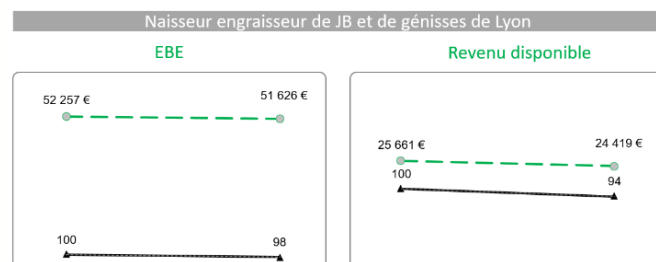 Naisseur engraisseur de JB et de génisses de Lyon
EBE
Revenu disponible
52 257 €
51 626 €
100
98
25 661 €
24 419 €
100
94